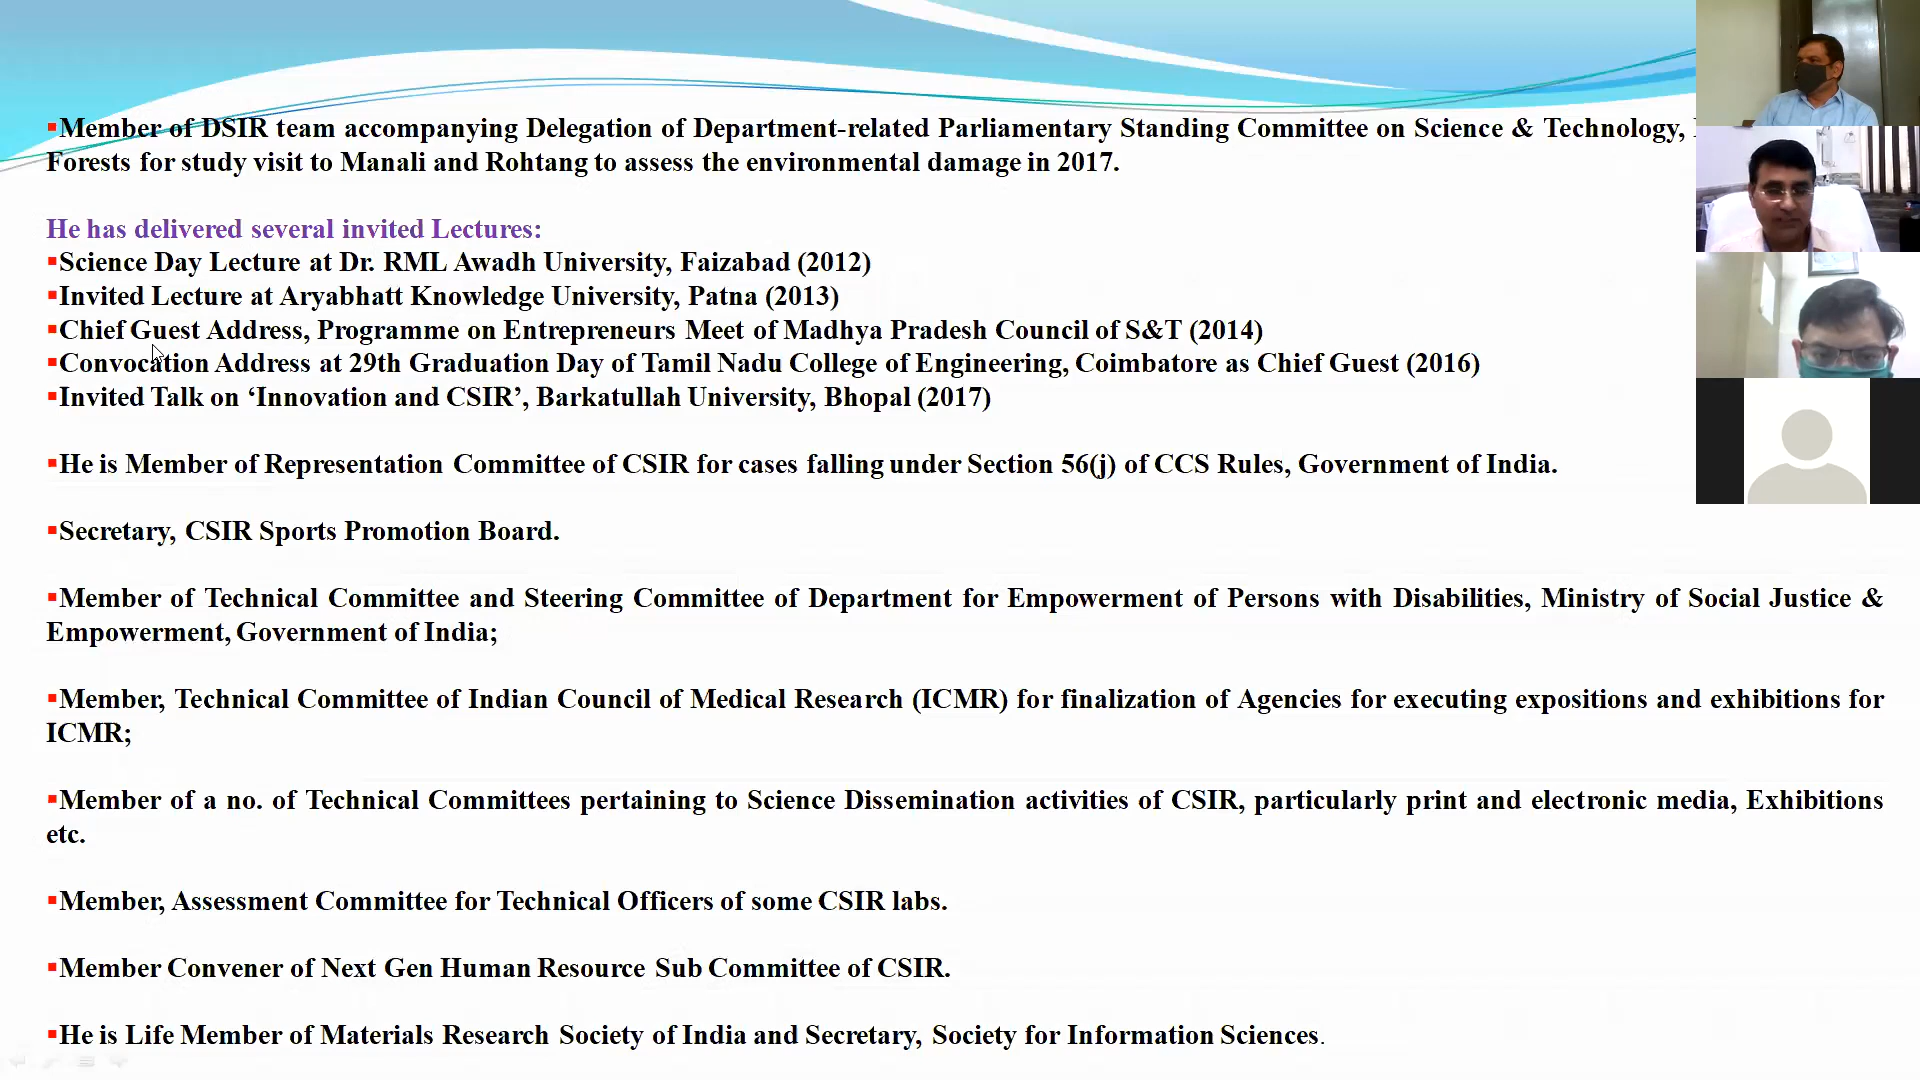 ▪Member of DSIR team accompanying Delegation of Department-related Parliamentary Standing Committee on Science & Technology,
Forests for study visit to Manali and Rohtang to assess the environmental damage in 2017.
He has delivered several invited Lectures:
▪Science Day Lecture at Dr. RML Awadh University, Faizabad (2012)
▪Invited Lecture at Aryabhatt Knowledge University, Patna (2013)
▪Chief Guest Address, Programme on Entrepreneurs Meet of Madhya Pradesh Council of S&T (2014)
▪Convocation Address at 29th Graduation Day of Tamil Nadu College of Engineering, Coimbatore as Chief Guest (2016)
▪Invited Talk on ‘Innovation and CSIR’, Barkatullah University, Bhopal (2017)
▪He is Member of Representation Committee of CSIR for cases falling under Section 56(j) of CCS Rules, Government of India.
▪Secretary, CSIR Sports Promotion Board.
▪Member of Technical Committee and Steering Committee of Department for Empowerment of Persons with Disabilities, Ministry of Social Justice &
Empowerment, Government of India;
▪Member, Technical Committee of Indian Council of Medical Research (ICMR) for finalization of Agencies for executing expositions and exhibitions for
ICMR;
▪Member of a no. of Technical Committees pertaining to Science Dissemination activities of CSIR, particularly print and electronic media, Exhibitions
etc.
▪Member, Assessment Committee for Technical Officers of some CSIR labs.
▪Member Convener of Next Gen Human Resource Sub Committee of CSIR.
▪He is Life Member of Materials Research Society of India and Secretary, Society for Information Sciences.